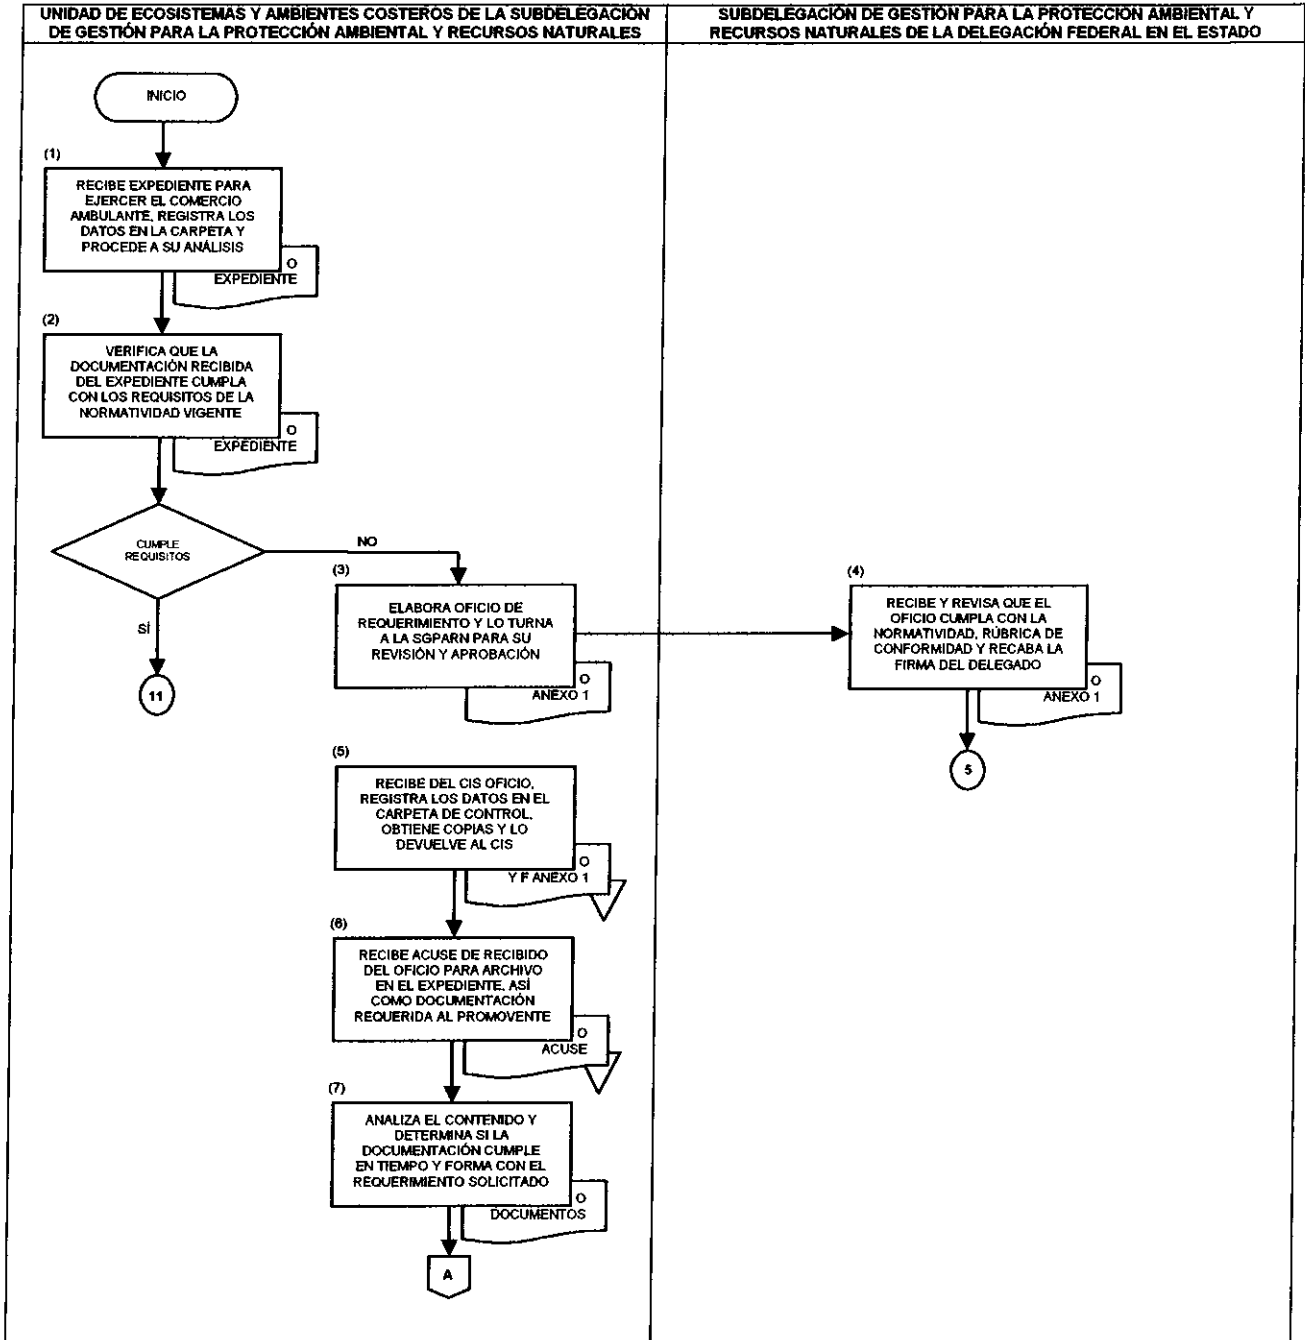 UNIDAD DE ECOSISTEMAS Y AMBIENTES COSTEROS DE LA SUBDELEGACIÓN
DE GESTIÓN PARA LA PROTECCIÓN AMBIENTAL Y RECURSOS NATURALES
SUBDELEGACIÓN DE GESTIÓN PARA LA PROTECCIÓN AMBIENTAL Y
RECURSOS NATURALES DE LA DELEGACIÓN FEDERAL EN EL ESTADO
INICIO
(1)
RECIBE EXPEDIENTE PARA
EJERCER EL COMERCIO
AMBULANTE, REGISTRA LOS
DATOS EN LA CARPETA Y
PROCEDE A SU ANÁLISIS
O
EXPEDIENTE
(2)
VERIFICA QUE LA
DOCUMENTACIÓN RECIBIDA
DEL EXPEDIENTE CUMPLA
CON LOS REQUISITOS DE LA
NORMATIVIDAD VIGENTE
O
EXPEDIENTE
CUMPLE
REQUISITOS
NO
SÍ
11
(3)
ELABORA OFICIO DE
REQUERIMIENTO Y LO TURNA
A LA SGPARN PARA SU
REVISIÓN Y APROBACIÓN
O
ANEXO 1
(4)
RECIBE Y REVISA QUE EL
OFICIO CUMPLA CON LA
NORMATIVIDAD, RÚBRICA DE
CONFORMIDAD Y RECABA LA
FIRMA DEL DELEGADO
O
ANEXO 1
5
(5)
RECIBE DEL CIS OFICIO,
REGISTRA LOS DATOS EN EL
CARPETA DE CONTROL,
OBTIENE COPIAS Y LO
DEVUELVE AL CIS
O
Y F ANEXO 1
(6)
RECIBE ACUSE DE RECIBIDO
DEL OFICIO PARA ARCHIVO
EN EL EXPEDIENTE, ASÍ
COMO DOCUMENTACIÓN
REQUERIDA AL PROMOVENTE
O
ACUSE
(7)
ANALIZA EL CONTENIDO Y
DETERMINA SI LA
DOCUMENTACIÓN CUMPLE
EN TIEMPO Y FORMA CON EL
REQUERIMIENTO SOLICITADO
O
DOCUMENTOS
A